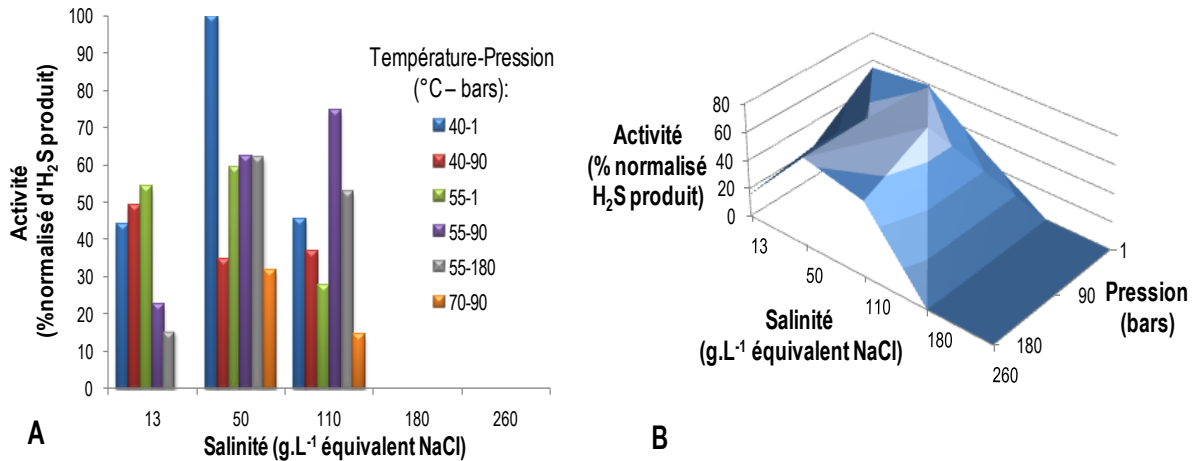 Activité
(%normalisé d'H2S produit)
100
90
80
70
60
50
40
30
20
10
0
13
50
110
180
260
Salinité (g.L-1 équivalent NaCl)
Température-Pression
(°C – bars):
40-1
40-90
55-1
55-90
55-180
70-90
A
Activité
(% normalisé
H2S produit)
80
60
40
20
0
13
50
110
180
260
Salinité
(g.L-1 équivalent NaCl)
1
90
180
Pression
(bars)
B